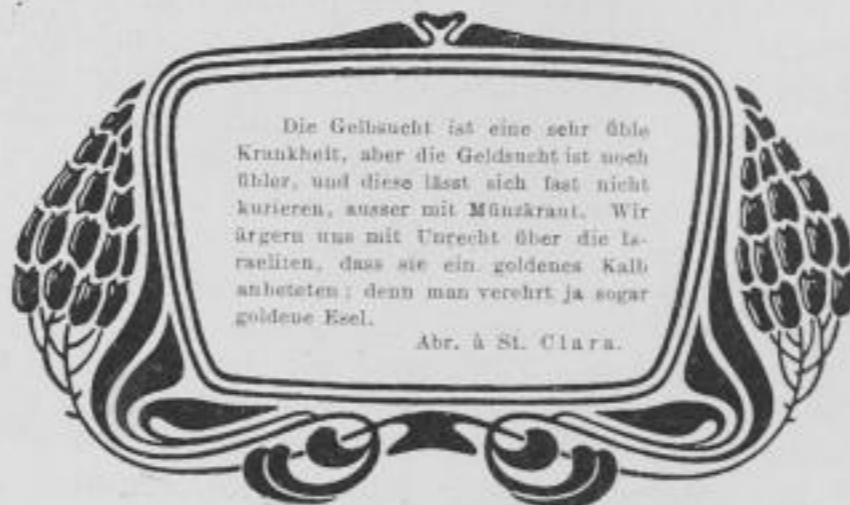 Die Gelbsucht ist eine sehr üble
Krankheit, aber die Geldsucht ist noch
übler, und diese lässt sich fast nicht
kurieren, ausser mit Münzkraut. Wir
ärgern uns mit Unrecht über die Is-
raeliten, dass sie ein goldenes Kalb
anbeteten; denn man verehrt ja sogar
goldene Esel.
Abr. à St. Clara.